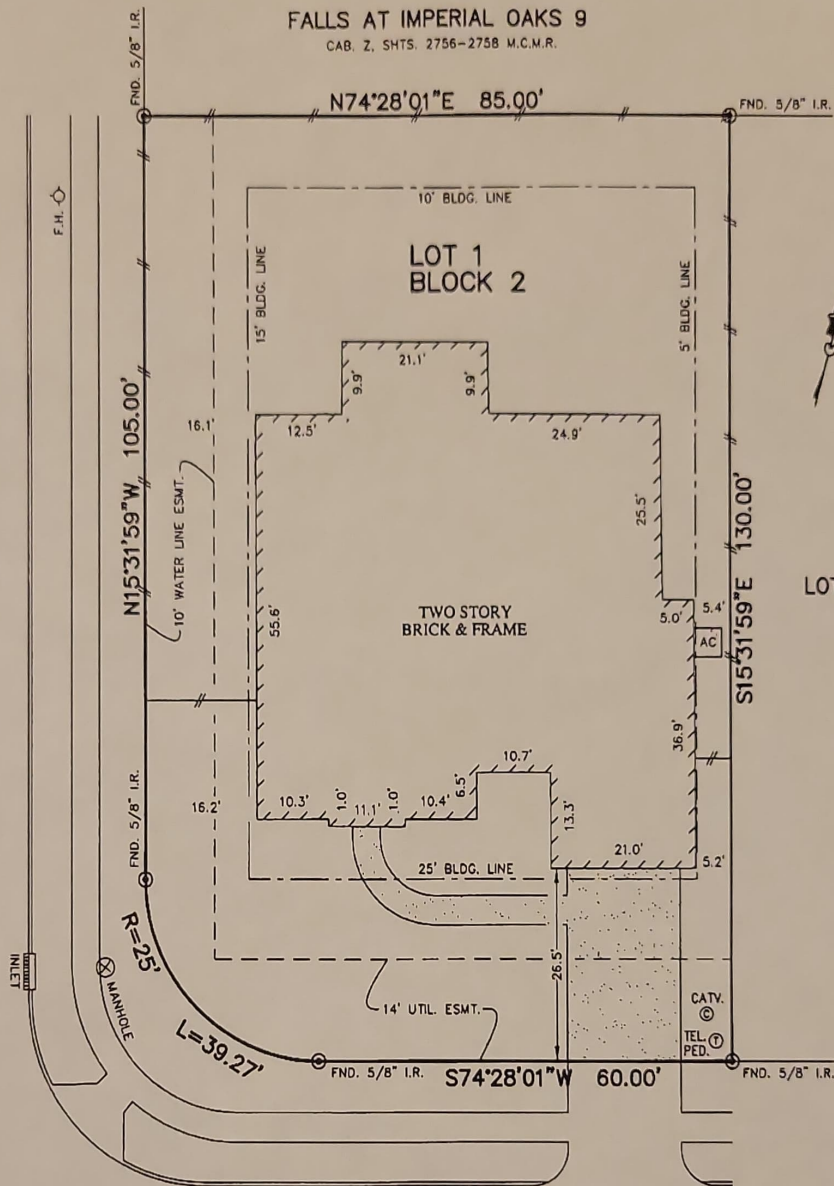 FALLS AT IMPERIAL OAKS 9
CAB. Z, SHTS. 2756-2758 M.C.M.R.
FND. 5/8" I.R.
N74°28'01"E 85.00'
FND. 5/8" I.R.
F.H.
10' BLDG. LINE
LOT 1
BLOCK 2
15' BLDG. LINE
5' BLDG. LINE
21.1'
9.9'
9.9'
12.5'
24.9'
16.1'
N15°31'59"W 105.00'
10' WATER LINE ESMT.
25.5'
S15°31'59"E 130.00'
55.6'
TWO STORY
BRICK & FRAME
5.0'
5.4'
AC
LOT
36.9'
10.7'
6.5'
16.2'
10.3'
1.0'
11.1'
1.0'
10.4'
13.3'
21.0'
5.2'
FND. 5/8" I.R.
25' BLDG. LINE
R=25'
L=39.27'
INLET
MANHOLE
26.5'
14' UTIL. ESMT.
CATV.
C
TEL.
PED.
T
FND. 5/8" I.R.
S74°28'01"W 60.00'
FND. 5/8" I.R.